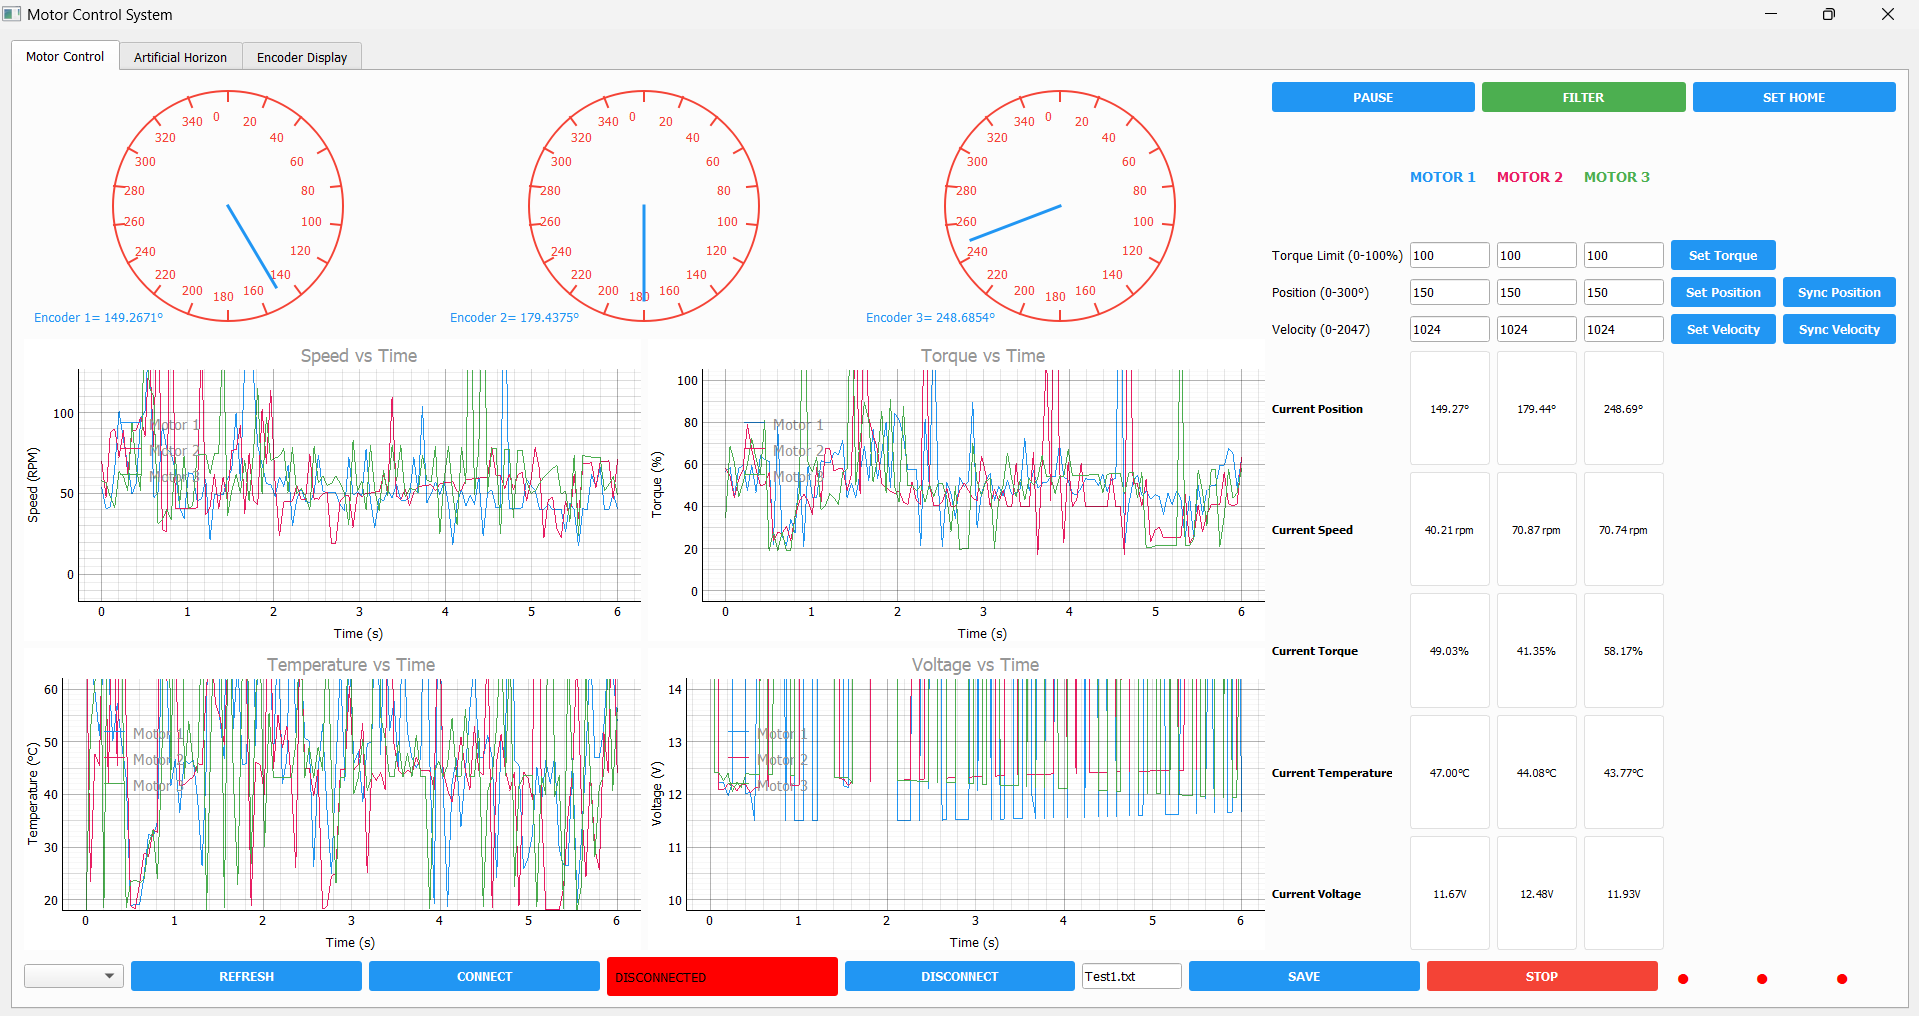 Motor Control System
Motor Control
Artificial Horizon
Encoder Display
0 20 40 60 80 100 120 140 160 180 200 220 240 260 280 300 320 340
Encoder 1= 149.2671º
0 20 40 60 80 100 120 140 160 180 200 220 240 260 280 300 320 340
Encoder 2= 179.4375º
0 20 40 60 80 100 120 140 160 180 200 220 240 260 280 300 320 340
Encoder 3= 248.6854º
PAUSE FILTER SET HOME
MOTOR 1 MOTOR 2 MOTOR 3
Torque Limit (0-100%) 100 100 100 Set Torque
Position (0-300º) 150 150 150 Set Position Sync Position
Velocity (0-2047) 1024 1024 1024 Set Velocity Sync Velocity
Current Position 149.27º 179.44º 248.69º
Current Speed 40.21 rpm 70.87 rpm 70.74 rpm
Current Torque 49.03% 41.35% 58.17%
Current Temperature 47.00ºC 44.08ºC 43.77ºC
Current Voltage 11.67V 12.48V 11.93V
Speed vs Time
Speed (RPM)
100
50
0
Motor 1
Motor 2
Motor 3
0 1 2 3 4 5 6
Time (s)
Torque vs Time
Torque (%)
100
80
60
40
20
0
Motor 1
Motor 2
Motor 3
0 1 2 3 4 5 6
Time (s)
Temperature vs Time
Temperature (ºC)
60
50
40
30
20
Motor 1
Motor 2
Motor 3
0 1 2 3 4 5 6
Time (s)
Voltage vs Time
Voltage (V)
14
13
12
11
10
Motor 1
Motor 2
Motor 3
0 1 2 3 4 5 6
Time (s)
REFRESH CONNECT DISCONNECTED DISCONNECT Test1.txt SAVE STOP